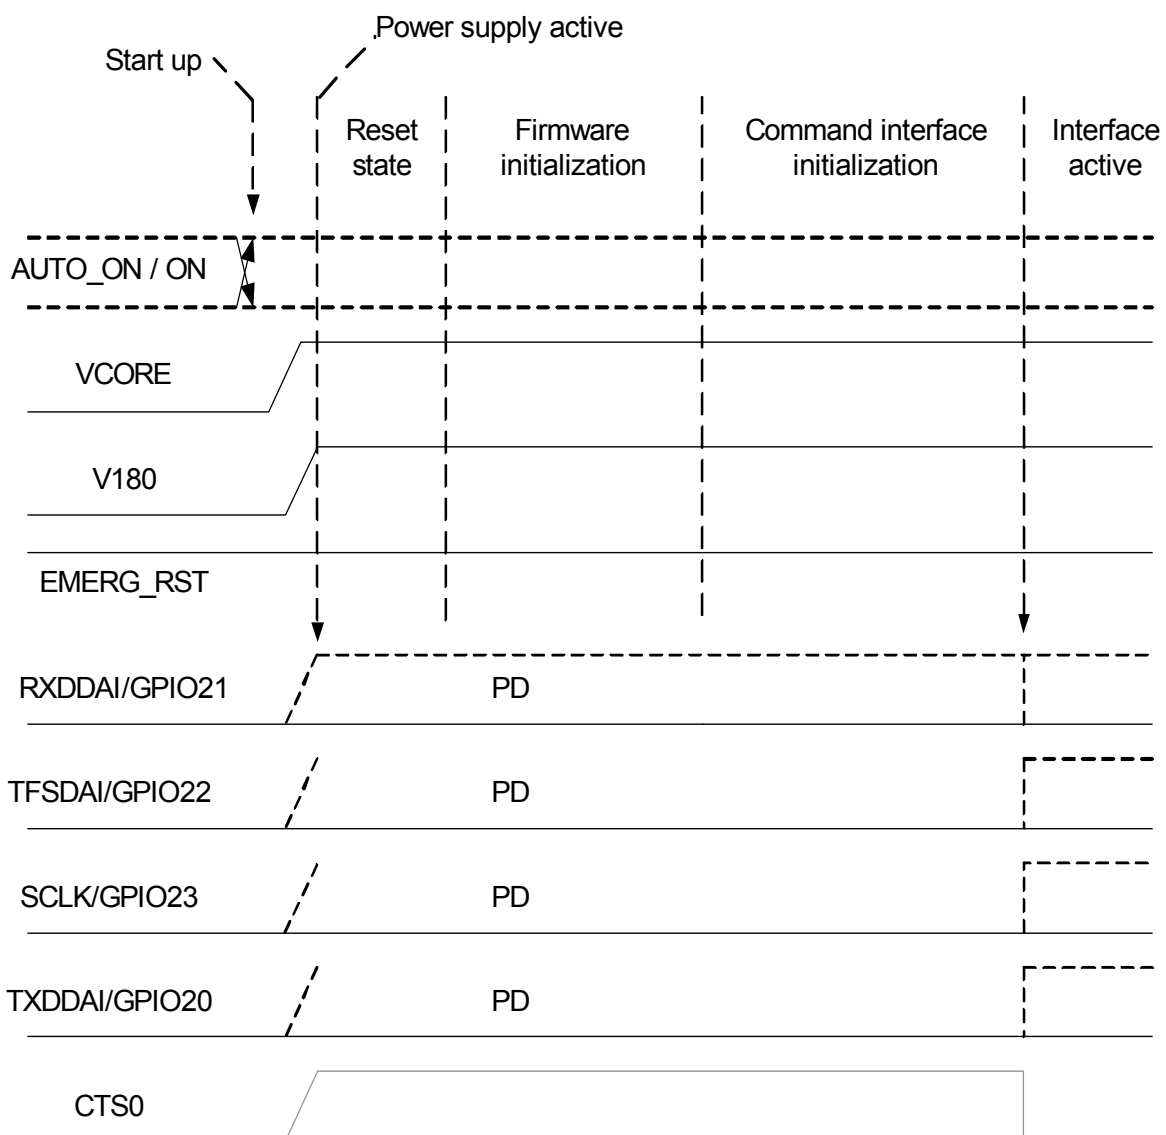 Power supply active
Start up
Reset
state
Firmware
initialization
Command interface
initialization
Interface
active
AUTO_ON / ON
VCORE
V180
EMERG_RST
RXDDAI/GPIO21
PD
TFSDAI/GPIO22
PD
SCLK/GPIO23
PD
TXDDAI/GPIO20
PD
CTS0